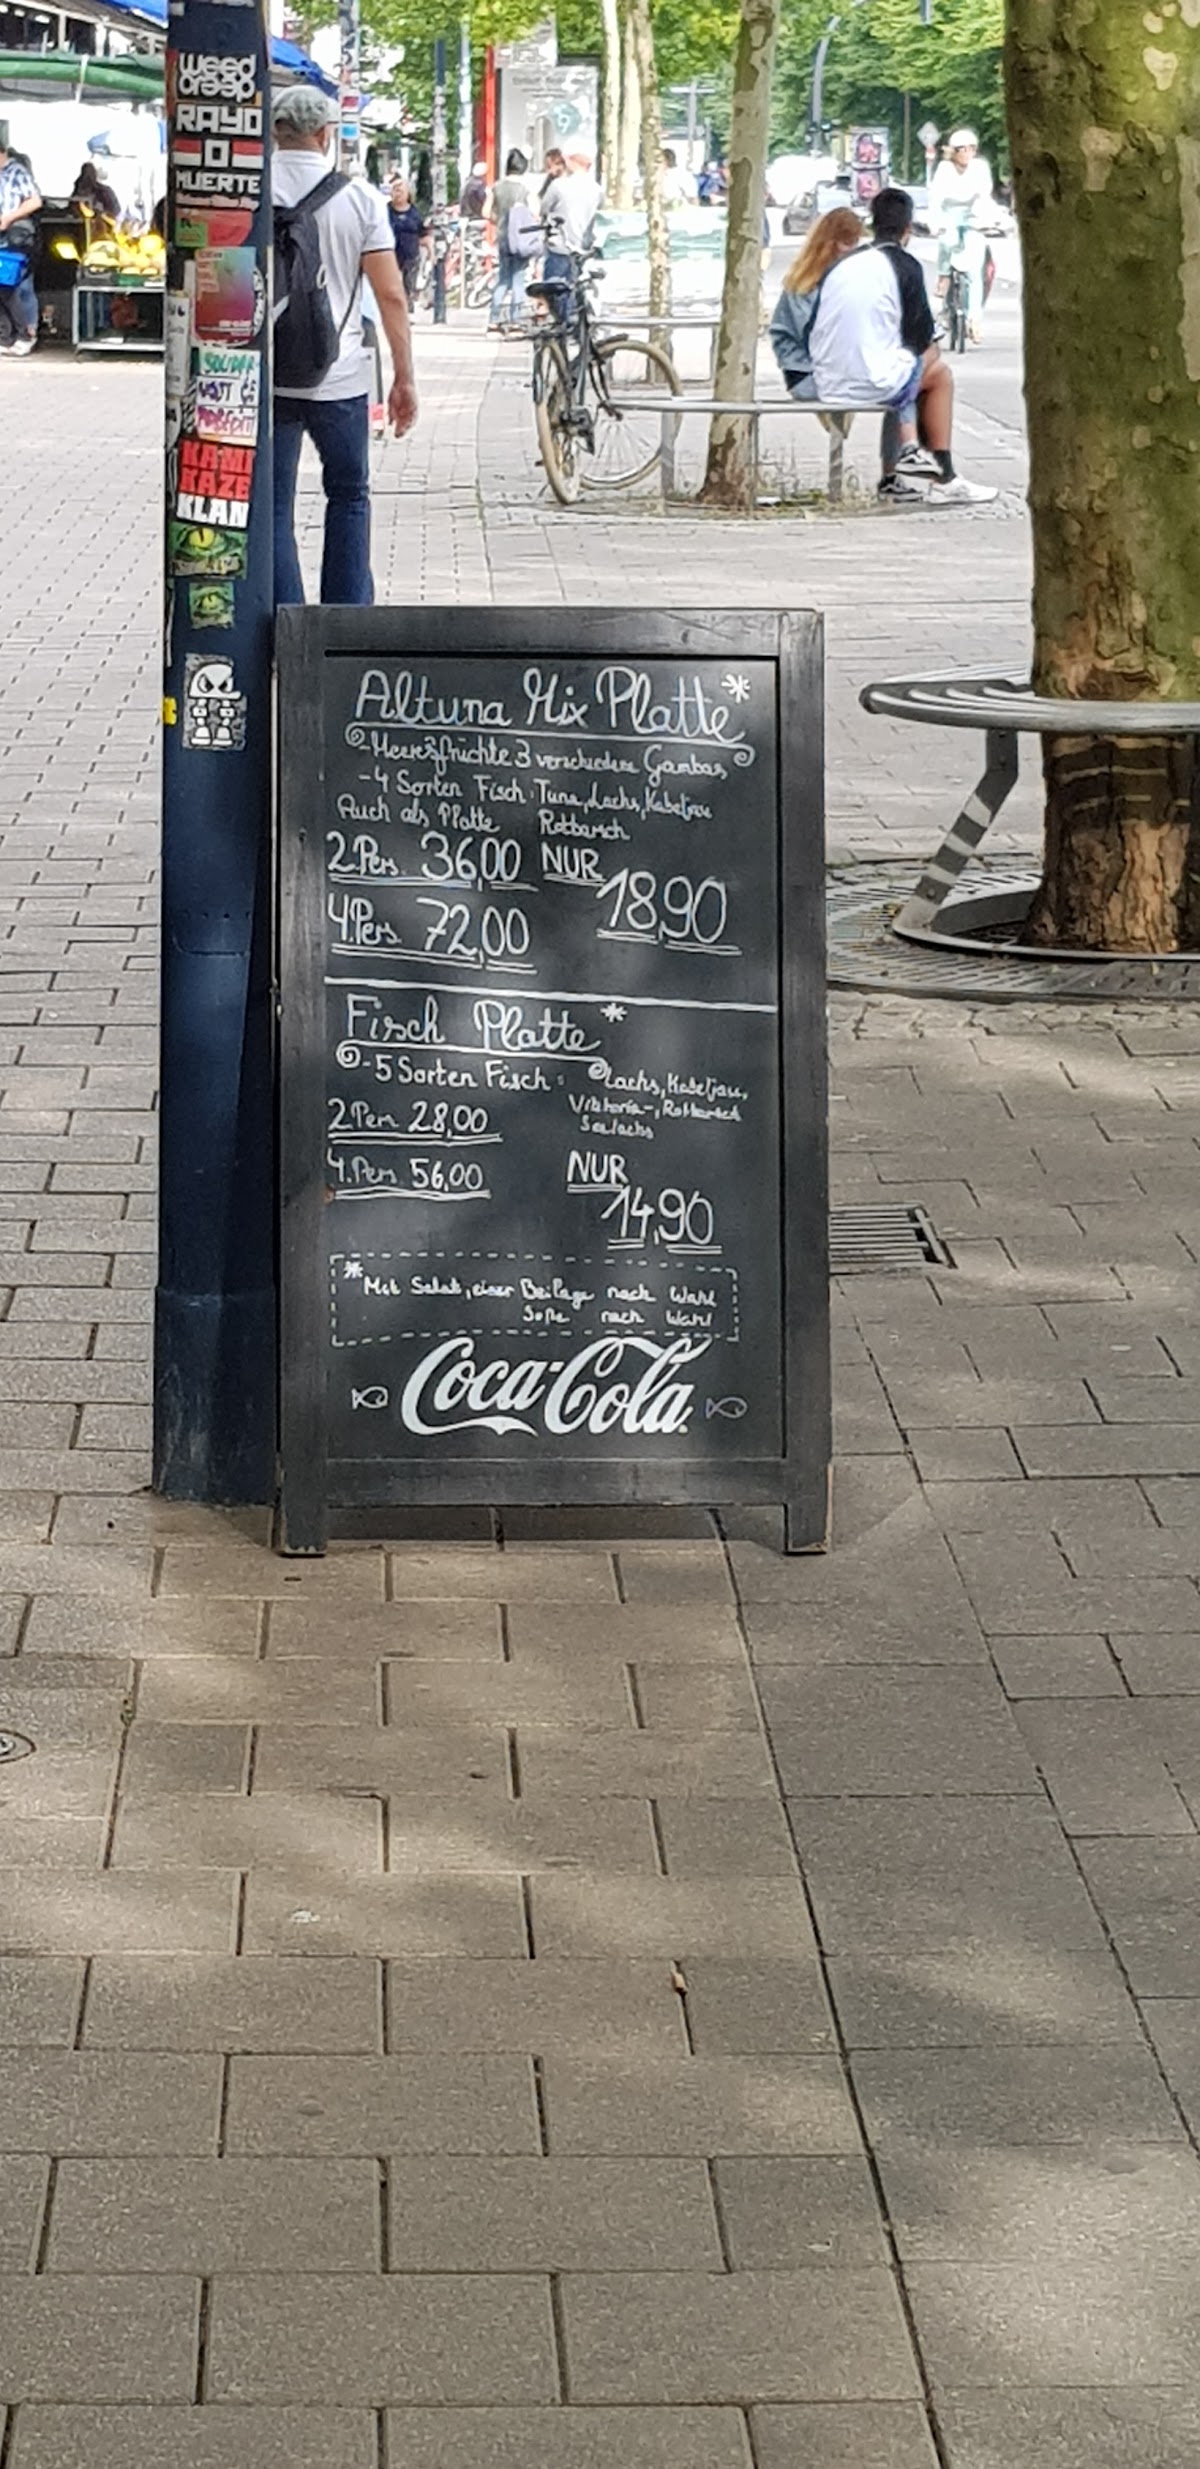 weed
creep
RAYO
O
MUERTE
SOLIDAR
KAMI
KAZE
KLAN
Altuna Mix Platte*
-Meeresfrüchte 3 verschiedene Gambas
-4 Sorten Fisch: Tuna, Lachs, Kabeljau
Auch als Platte Rotbarsch
2.Pers. 36,00 NUR
18,90
4.Pers. 72,00
Fisch Platte*
-5 Sorten Fisch: Lachs, Kabeljau,
Viktoria-, Rotbarsch
Seelachs
2 Pers 28,00
4.Pers 56,00
NUR
14,90
*Mit Salat, einer Beilage nach Wahl
Soße nach Wahl
Coca-Cola